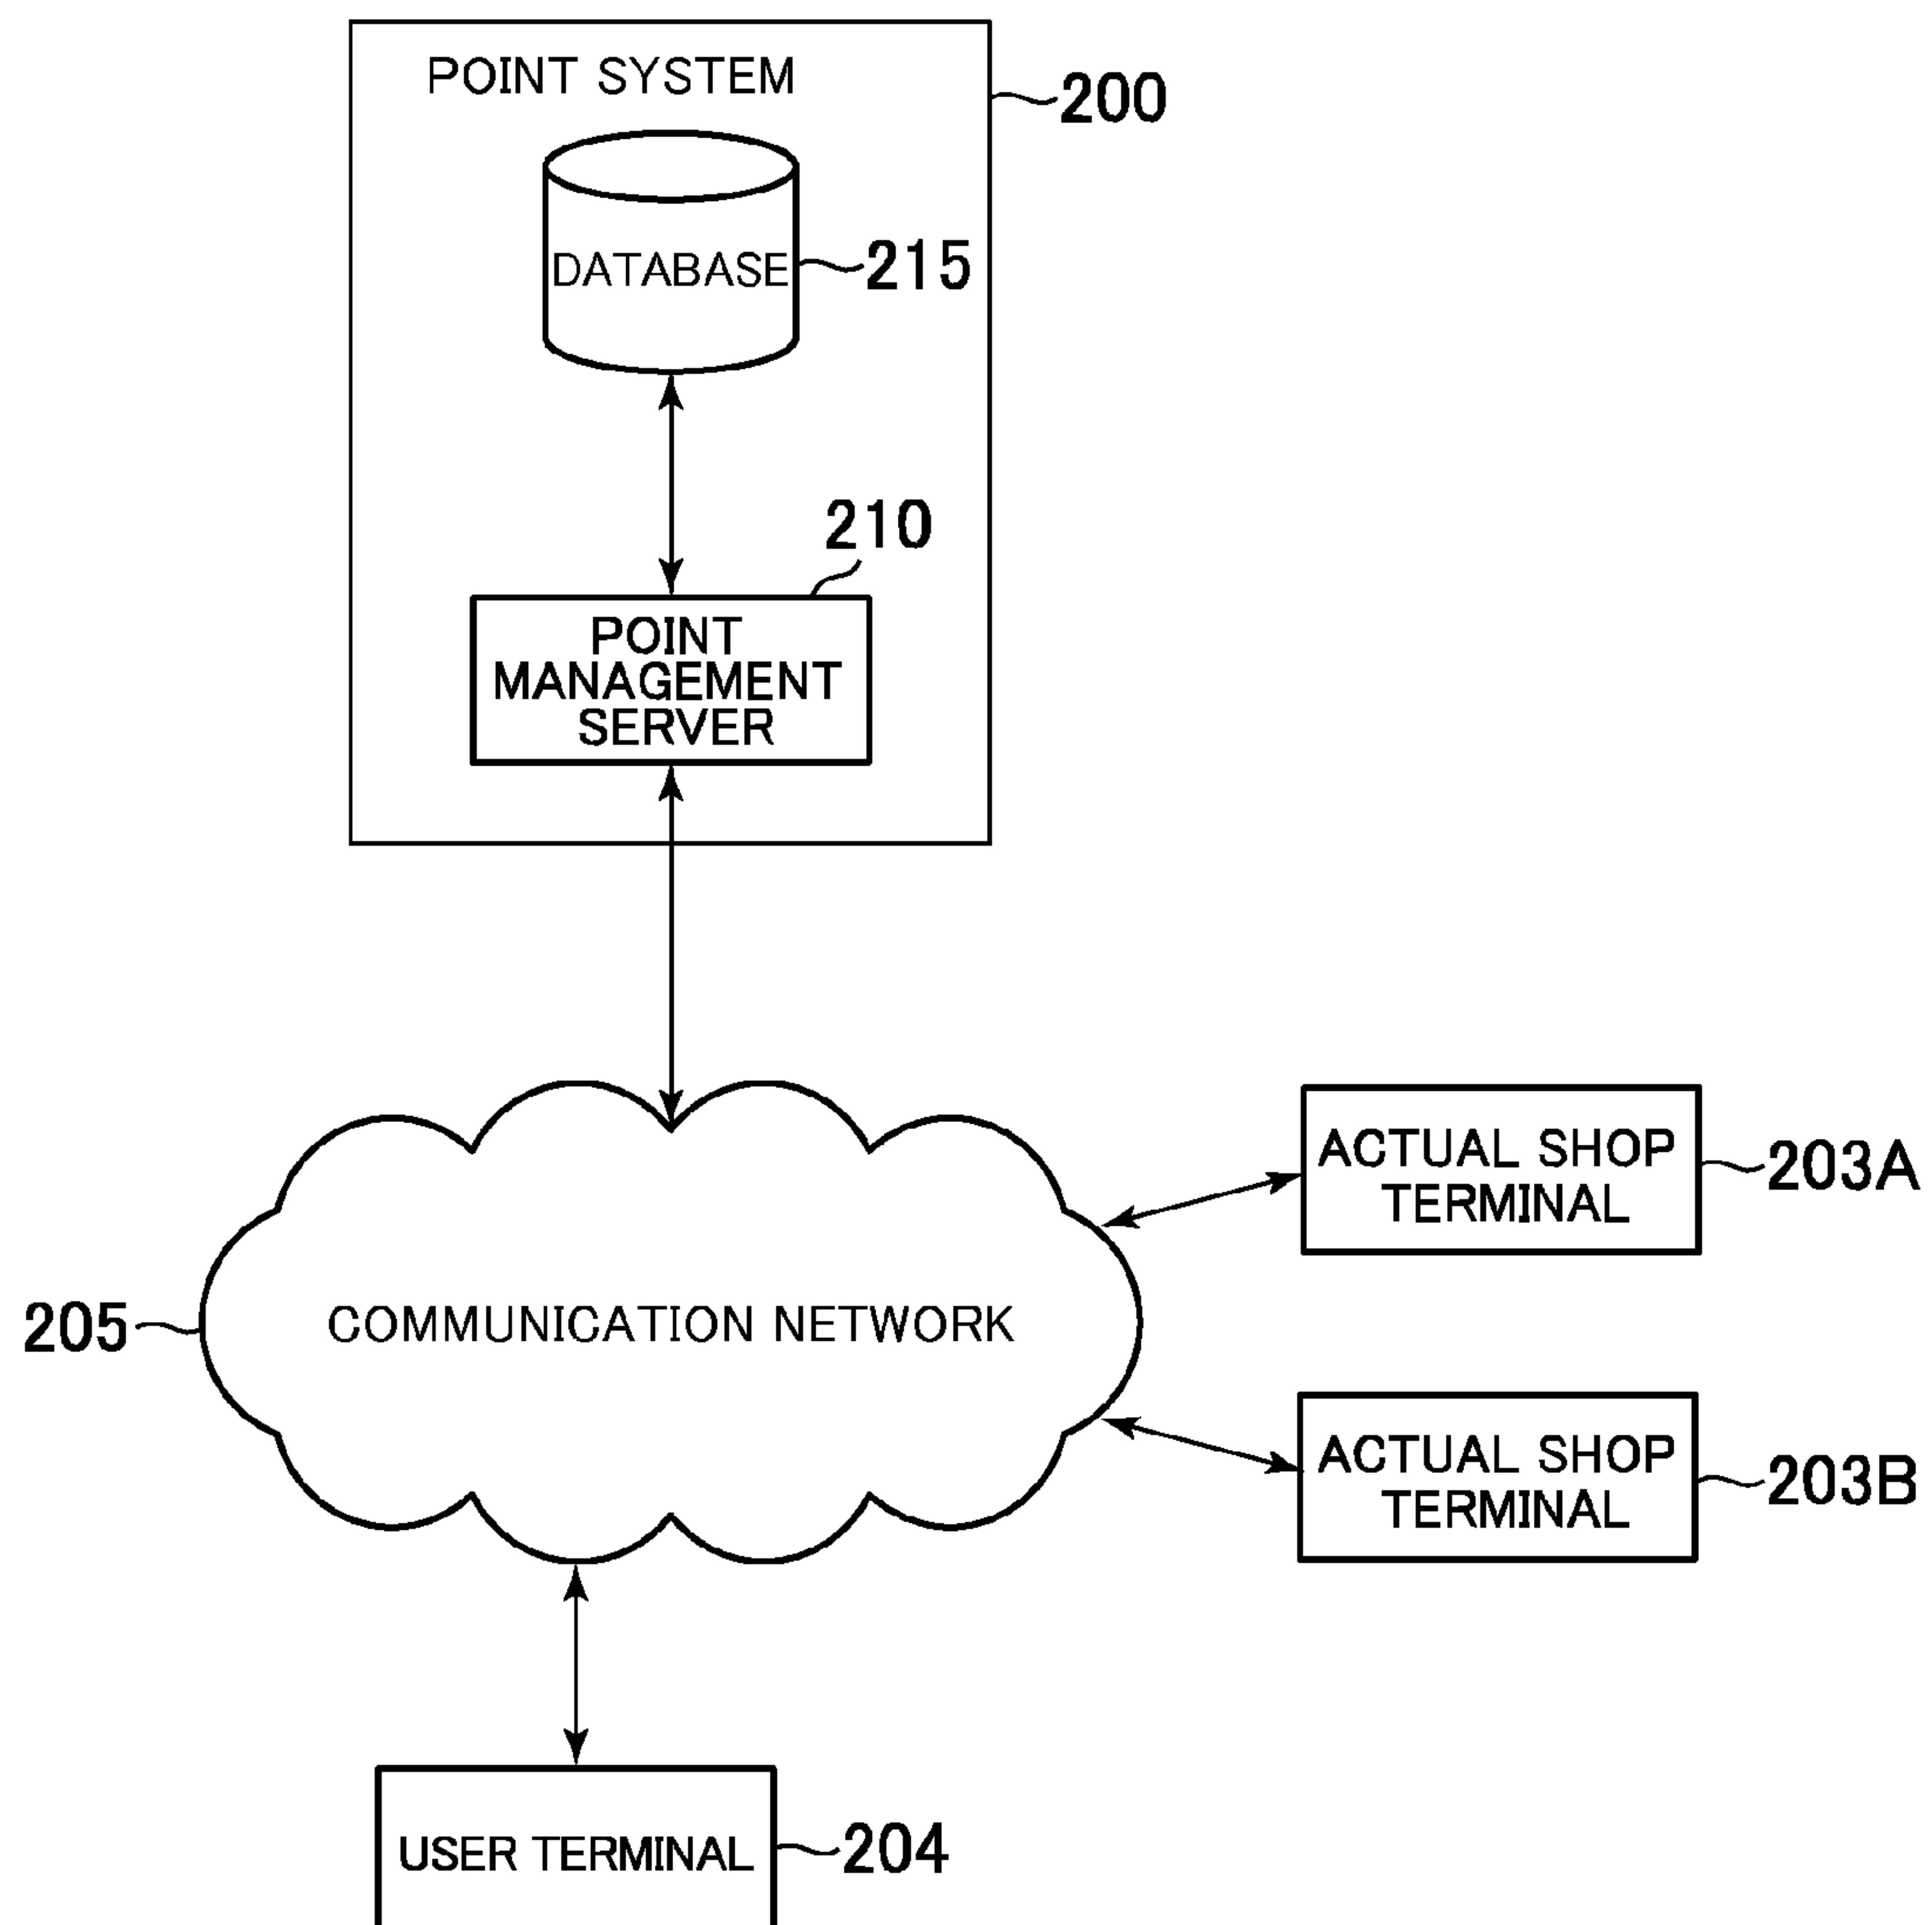 POINT SYSTEM
200
DATABASE
215
210
POINT
MANAGEMENT
SERVER
ACTUAL SHOP
TERMINAL
203A
205
COMMUNICATION NETWORK
ACTUAL SHOP
TERMINAL
203B
USER TERMINAL
204